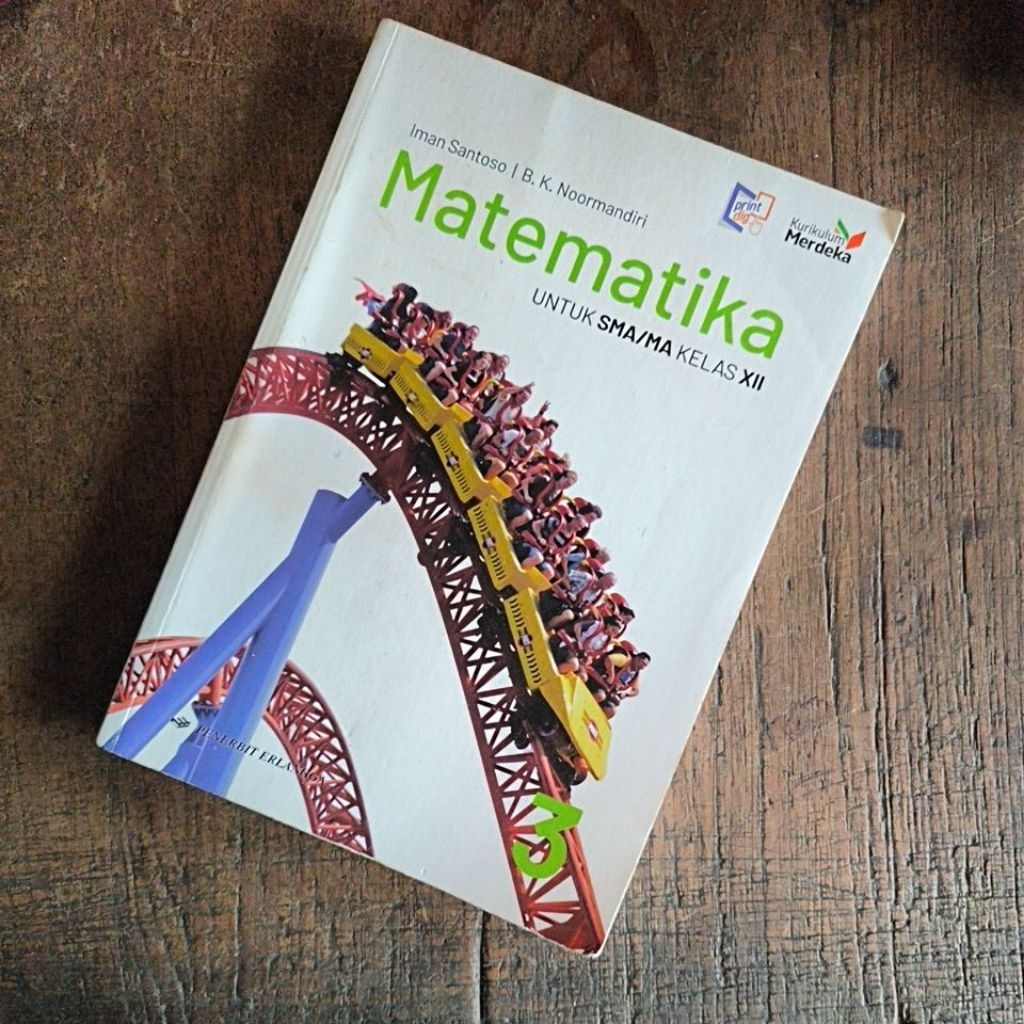 Iman Santoso | B. K. Noormandiri
Matematika
UNTUK SMA/MA KELAS XII
print
dig
Kurikulum
Merdeka
PENERBIT ERLANGGA
3